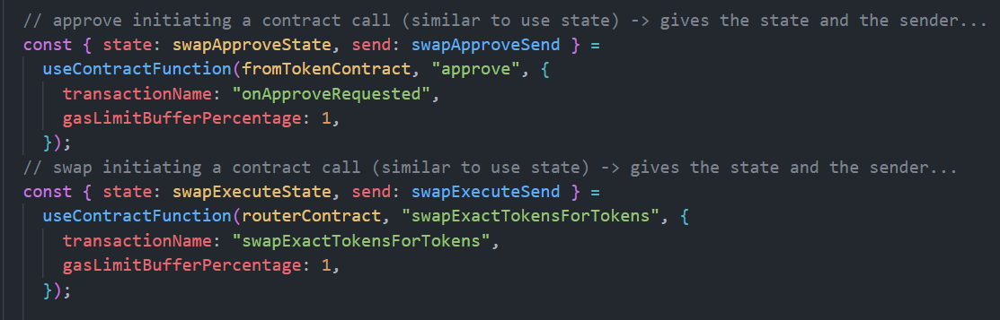 // approve initiating a contract call (similar to use state) -> gives the state and the sender...
const { state: swapApproveState, send: swapApproveSend } =
useContractFunction(fromTokenContract, "approve", {
transactionName: "onApproveRequested",
gasLimitBufferPercentage: 1,
});
// swap initiating a contract call (similar to use state) -> gives the state and the sender...
const { state: swapExecuteState, send: swapExecuteSend } =
useContractFunction(routerContract, "swapExactTokensForTokens", {
transactionName: "swapExactTokensForTokens",
gasLimitBufferPercentage: 1,
});